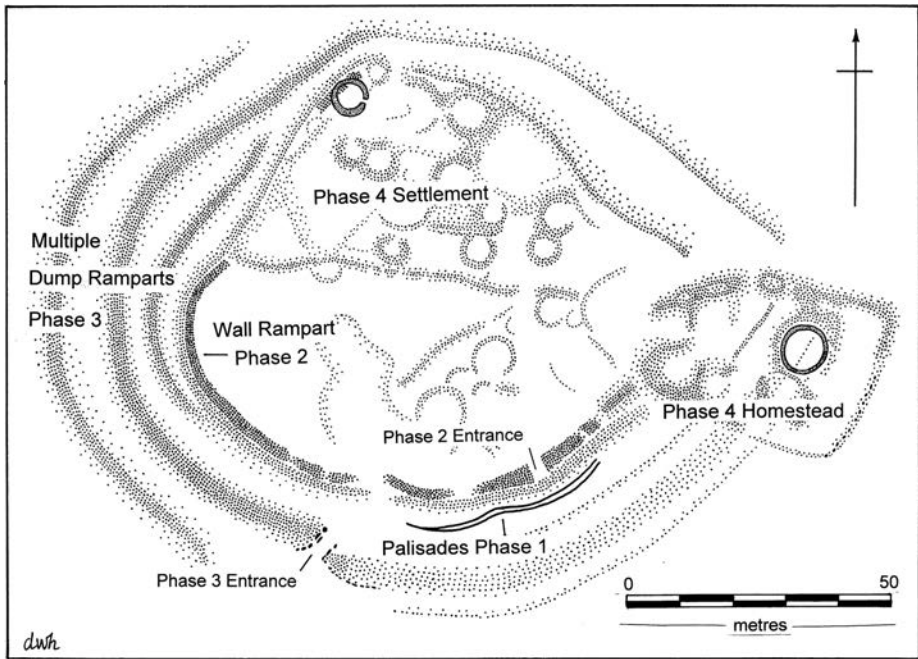 Phase 4 Settlement
Multiple
Dump Ramparts
Phase 3
Wall Rampart
Phase 2
Phase 4 Homestead
Phase 2 Entrance
Palisades Phase 1
Phase 3 Entrance
0
50
metres
dwh